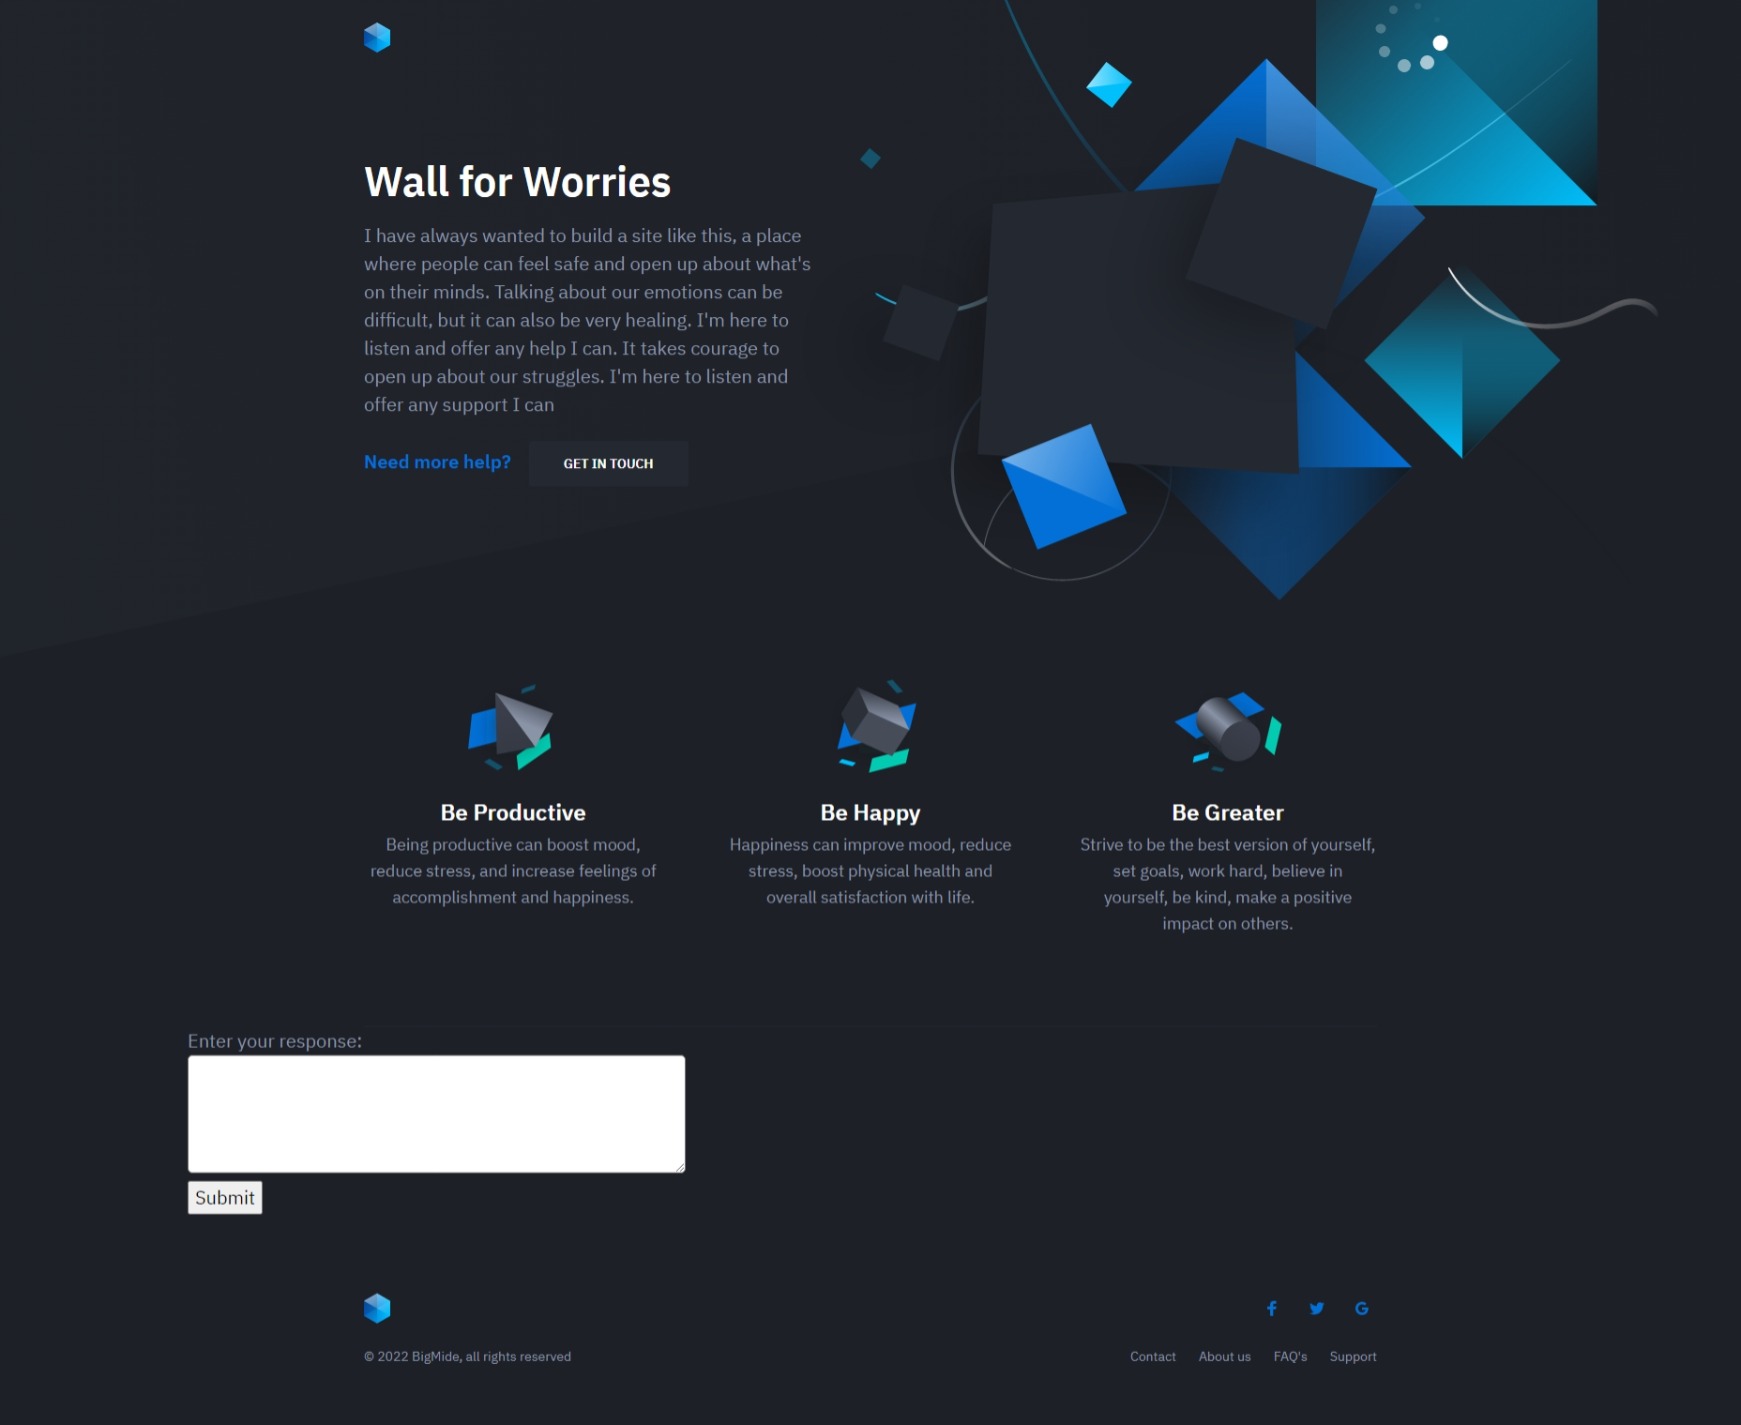 Wall for Worries
I have always wanted to build a site like this, a place
where people can feel safe and open up about what's
on their minds. Talking about our emotions can be
difficult, but it can also be very healing. I'm here to
listen and offer any help I can. It takes courage to
open up about our struggles. I'm here to listen and
offer any support I can
Need more help? GET IN TOUCH
Be Productive
Being productive can boost mood,
reduce stress, and increase feelings of
accomplishment and happiness.
Be Happy
Happiness can improve mood, reduce
stress, boost physical health and
overall satisfaction with life.
Be Greater
Strive to be the best version of yourself,
set goals, work hard, believe in
yourself, be kind, make a positive
impact on others.
Enter your response:
Submit
© 2022 BigMide, all rights reserved
Contact About us FAQ's Support